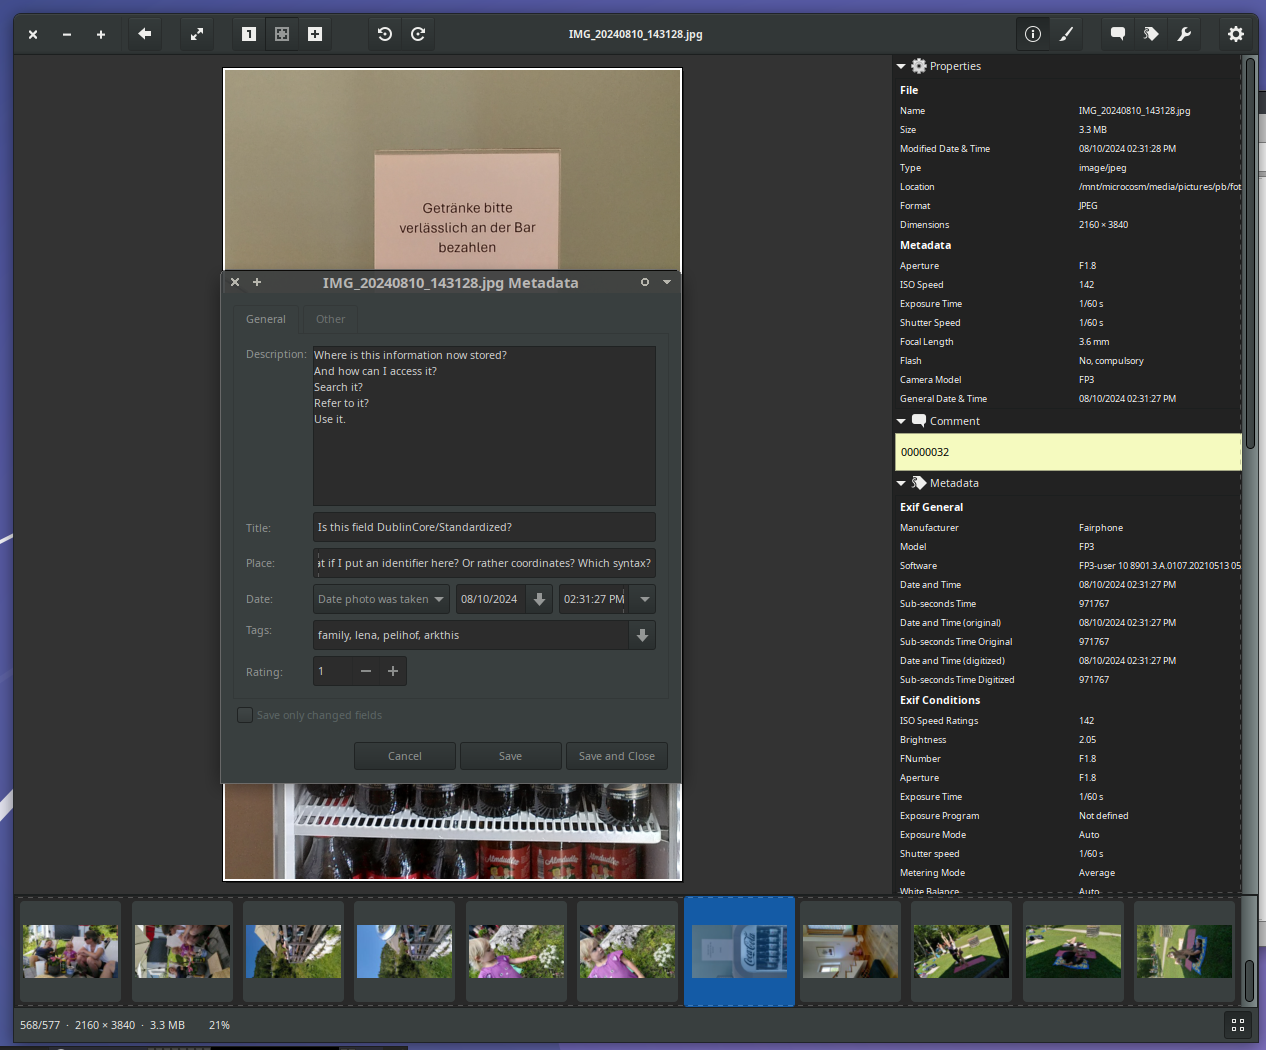 IMG_20240810_143128.jpg
1
Getränke bitte
verlässlich an der Bar
bezahlen
IMG_20240810_143128.jpg Metadata
General Other
Description: Where is this information now stored?
And how can I access it?
Search it?
Refer to it?
Use it.
Title: Is this field DublinCore/Standardized?
Place: if I put an identifier here? Or rather coordinates? Which syntax?
Date: Date photo was taken 08/10/2024 02:31:27 PM
Tags: family, lena, pelihof, arkthis
Rating: 1
Save only changed fields
Cancel Save Save and Close
Almdudler Almdudler
Properties
File
Name IMG_20240810_143128.jpg
Size 3.3 MB
Modified Date & Time 08/10/2024 02:31:28 PM
Type image/jpeg
Location /mnt/microcosm/media/pictures/pb/fot
Format JPEG
Dimensions 2160 × 3840
Metadata
Aperture F1.8
ISO Speed 142
Exposure Time 1/60 s
Shutter Speed 1/60 s
Focal Length 3.6 mm
Flash No, compulsory
Camera Model FP3
General Date & Time 08/10/2024 02:31:27 PM
Comment
00000032
Metadata
Exif General
Manufacturer Fairphone
Model FP3
Software FP3-user 10 8901.3.A.0107.20210513 05
Date and Time 08/10/2024 02:31:27 PM
Sub-seconds Time 971767
Date and Time (original) 08/10/2024 02:31:27 PM
Sub-seconds Time Original 971767
Date and Time (digitized) 08/10/2024 02:31:27 PM
Sub-seconds Time Digitized 971767
Exif Conditions
ISO Speed Ratings 142
Brightness 2.05
FNumber F1.8
Aperture F1.8
Exposure Time 1/60 s
Exposure Program Not defined
Exposure Mode Auto
Shutter speed 1/60 s
Metering Mode Average
White Balance Auto
Coca-Cola
568/577 · 2160 × 3840 · 3.3 MB 21%